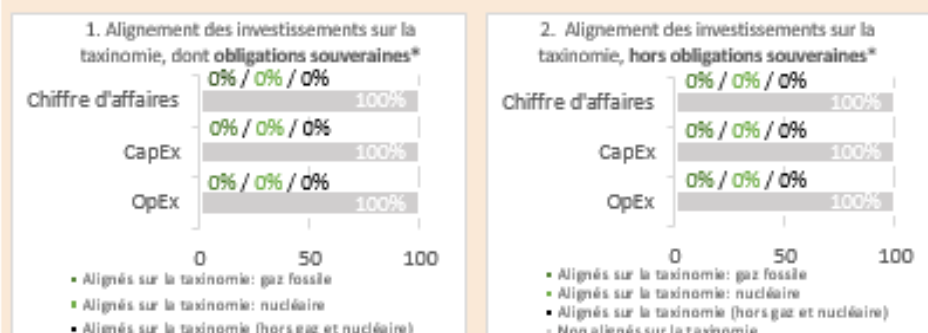 1. Alignement des investissements sur la
taxinomie, dont obligations souveraines*
0% / 0% / 0%
Chiffre d'affaires
100%
0% / 0% / 0%
CapEx
100%
0% / 0% / 0%
OpEx
100%
0 50 100
▪ Alignés sur la taxinomie: gaz fossile
▪ Alignés sur la taxinomie: nucléaire
▪ Alignés sur la taxinomie (hors gaz et nucléaire)
2. Alignement des investissements sur la
taxinomie, hors obligations souveraines*
0% / 0% / 0%
Chiffre d'affaires
100%
0% / 0% / 0%
CapEx
100%
0% / 0% / 0%
OpEx
100%
0 50 100
▪ Alignés sur la taxinomie: gaz fossile
▪ Alignés sur la taxinomie: nucléaire
▪ Alignés sur la taxinomie (hors gaz et nucléaire)
Non alignés sur la taxinomie